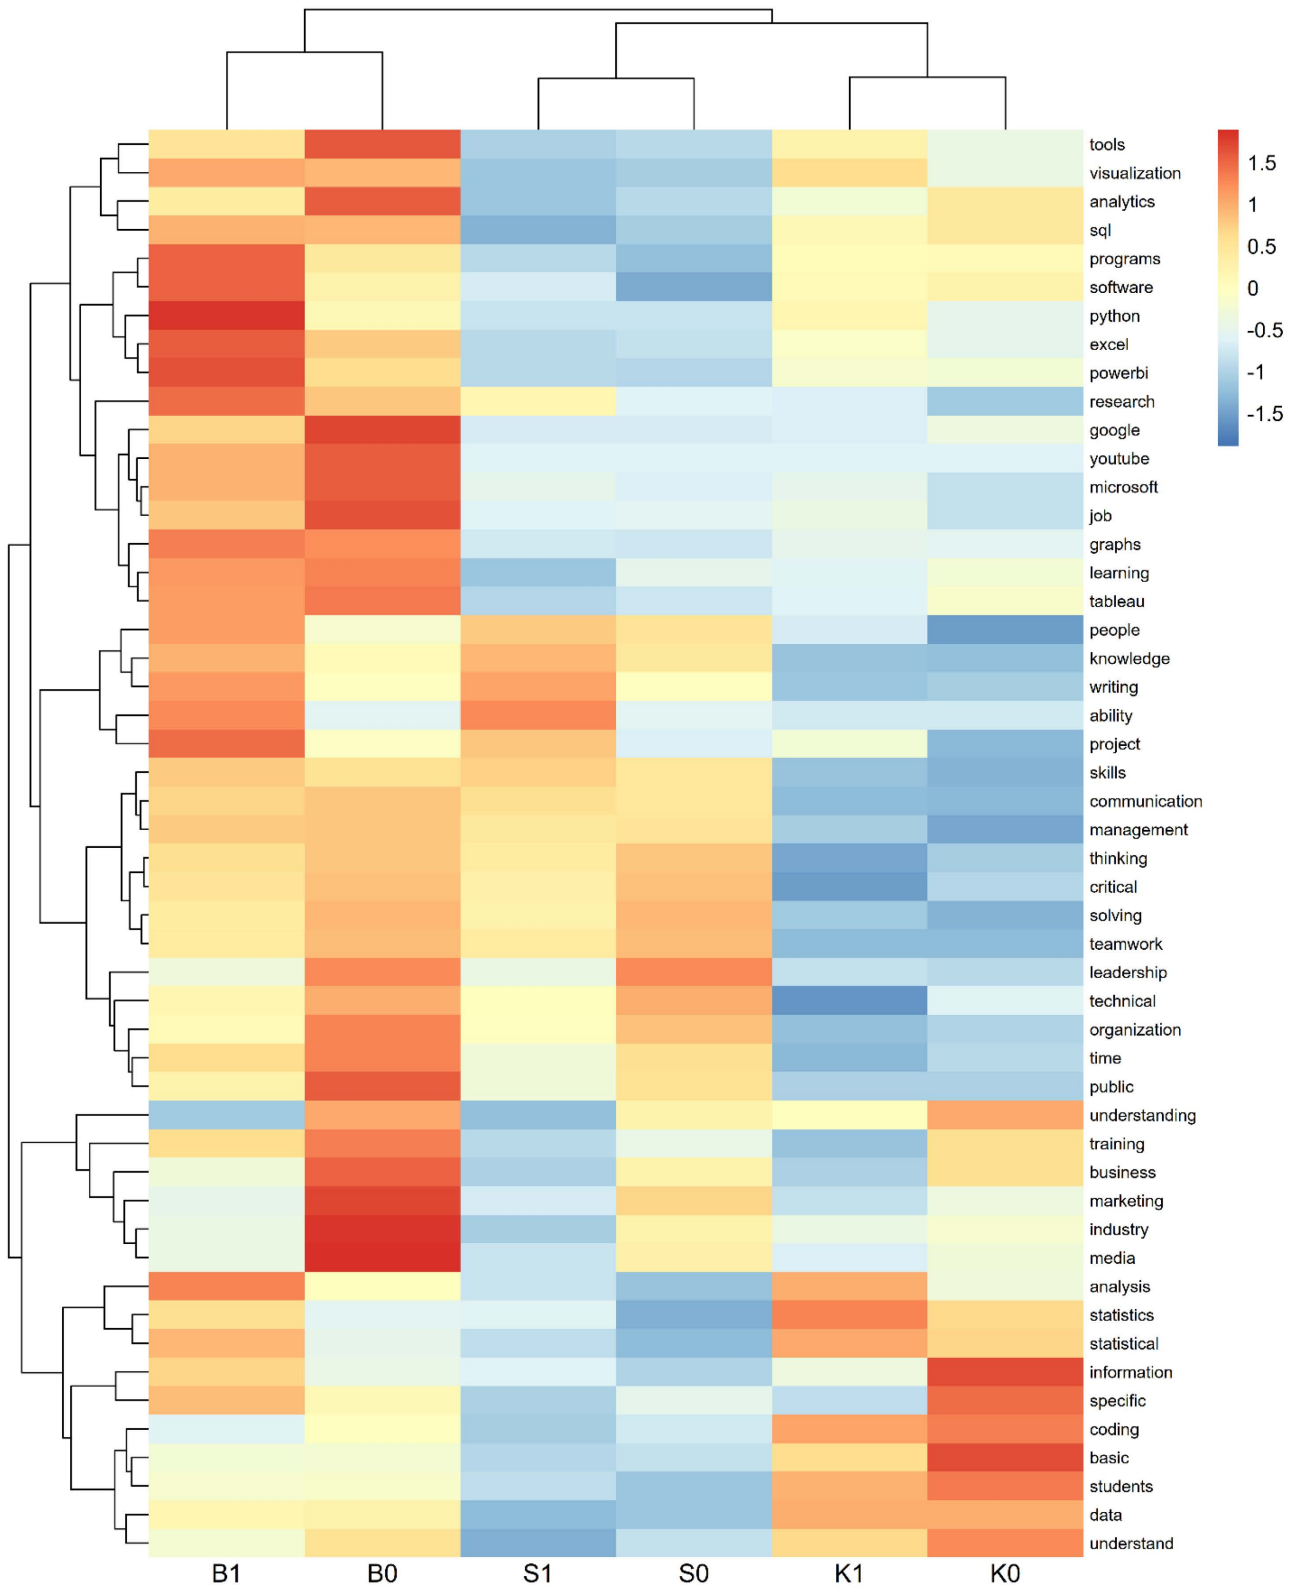 tools
visualization
analytics
sql
programs
software
python
excel
powerbi
research
google
youtube
microsoft
job
graphs
learning
tableau
people
knowledge
writing
ability
project
skills
communication
management
thinking
critical
solving
teamwork
leadership
technical
organization
time
public
understanding
training
business
marketing
industry
media
analysis
statistics
statistical
information
specific
coding
basic
students
data
understand
B1 B0 S1 S0 K1 K0
1.5
1
0.5
0
-0.5
-1
-1.5